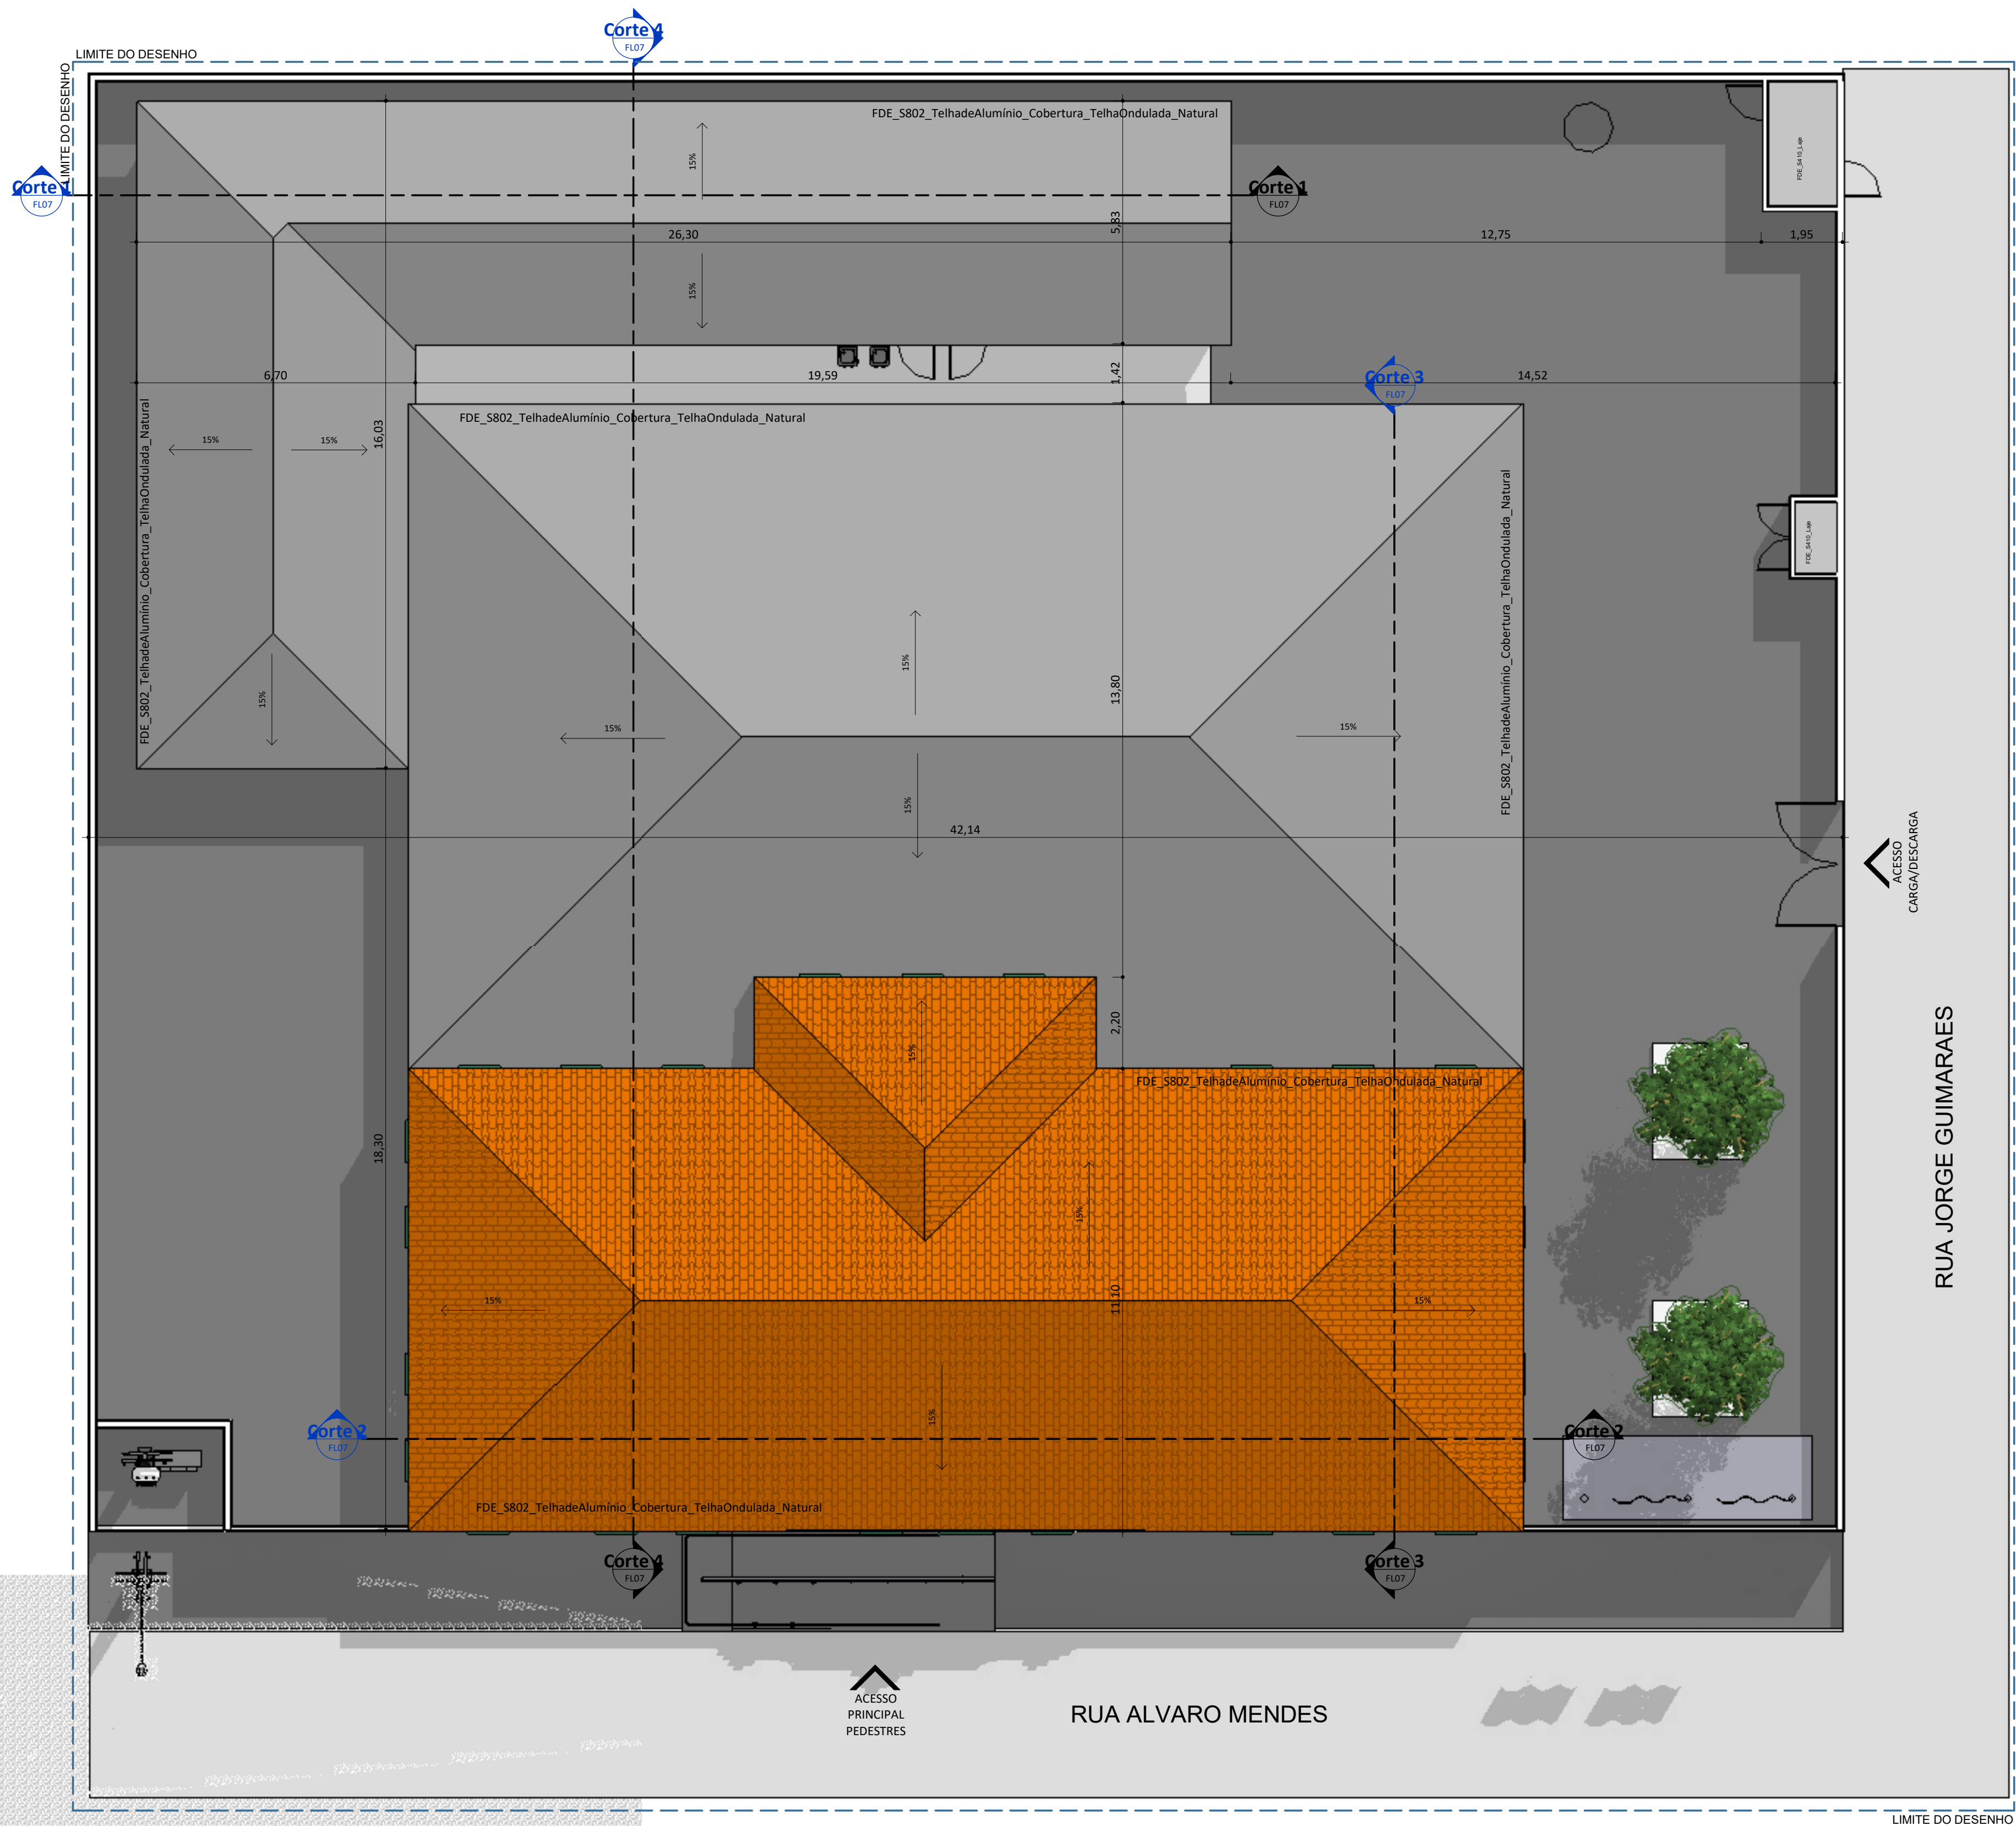 Corte 4
FL07
LIMITE DO DESENHO
LIMITE DO DESENHO
FDE_S802_TelhadeAlumínio_Cobertura_TelhaOndulada_Natural
FDE_S410_Laje
15%
Corte 1
FL07
Corte 1
FL07
5,83
26,30
12,75
1,95
15%
6,70
19,59
1,42
14,52
Corte 3
FL07
FDE_S802_TelhadeAlumínio_Cobertura_TelhaOndulada_Natural
16,03
15%
15%
FDE_S802_TelhadeAlumínio_Cobertura_TelhaOndulada_Natural
FDE_S802_TelhadeAlumínio_Cobertura_TelhaOndulada_Natural
FDE_S410_Laje
15%
15%
13,80
15%
15%
15%
42,14
ACESSO
CARGA/DESCARGA
2,20
15%
FDE_S802_TelhadeAlumínio_Cobertura_TelhaOndulada_Natural
RUA JORGE GUIMARAES
18,30
15%
15%
11,10
15%
15%
Corte 2
FL07
Corte 2
FL07
FDE_S802_TelhadeAlumínio_Cobertura_TelhaOndulada_Natural
Corte 4
FL07
Corte 3
FL07
ACESSO
PRINCIPAL
PEDESTRES
RUA ALVARO MENDES
LIMITE DO DESENHO